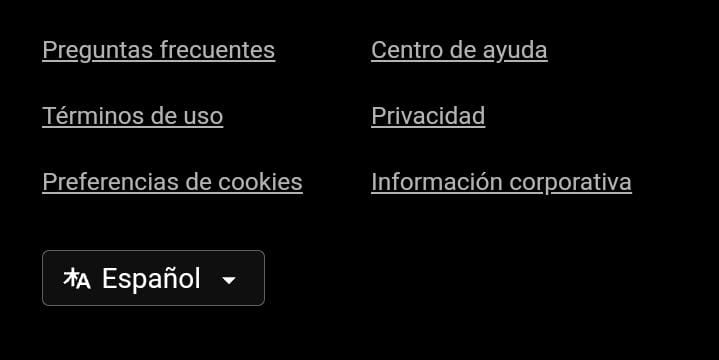 Preguntas frecuentes
Centro de ayuda
Términos de uso
Privacidad
Preferencias de cookies
Información corporativa
Español